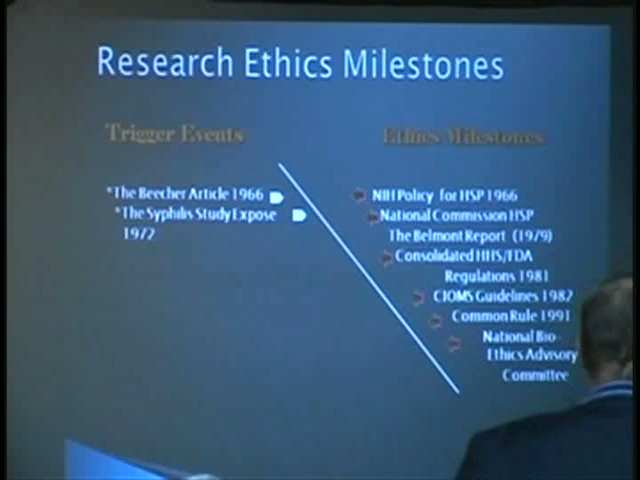 Research Ethics Milestones
Trigger Events
Ethics Milestones
*The Beecher Article 1966
*The Syphilis Study Expose
1972
NIH Policy for HSP 1966
National Commission HSP
The Belmont Report (1979)
Consolidated HHS/FDA
Regulations 1981
CIOMS Guidelines 1982
Common Rule 1991
National Bio-
Ethics Advisory
Committee